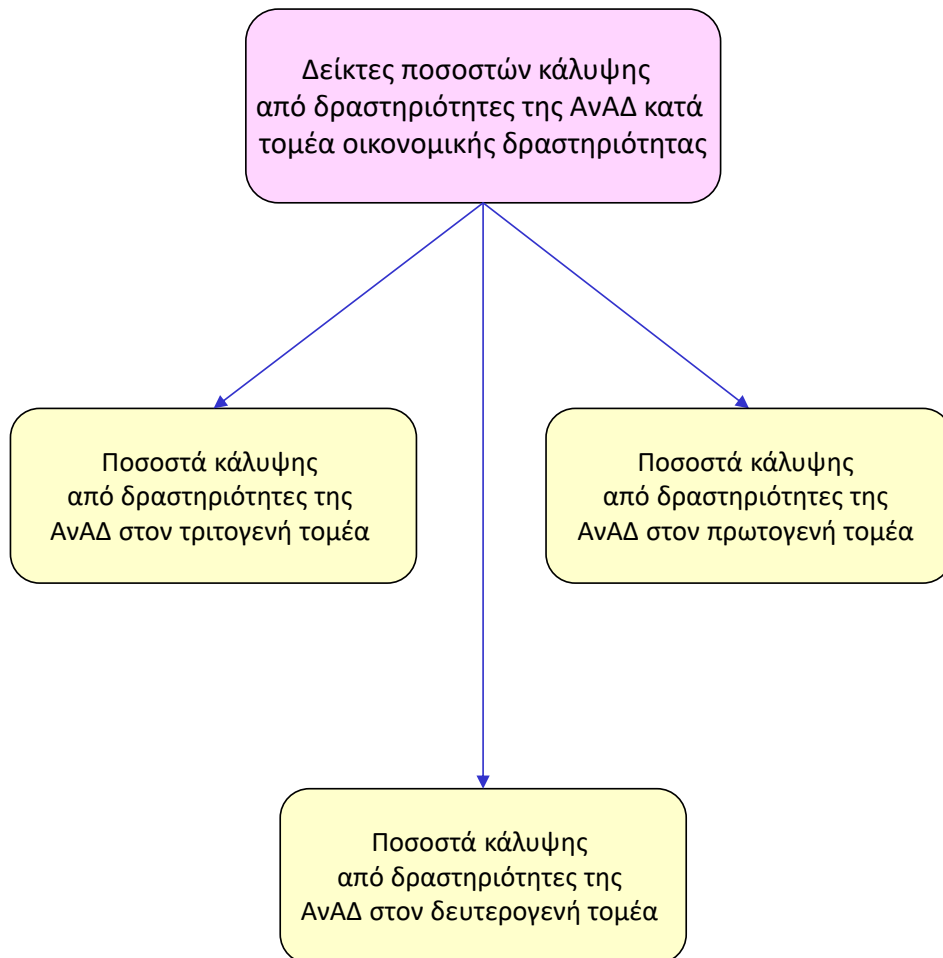 Δείκτες ποσοστών κάλυψης
από δραστηριότητες της ΑνΑΔ κατά
τομέα οικονομικής δραστηριότητας
Ποσοστά κάλυψης
από δραστηριότητες της
ΑνΑΔ στον τριτογενή τομέα
Ποσοστά κάλυψης
από δραστηριότητες της
ΑνΑΔ στον πρωτογενή τομέα
Ποσοστά κάλυψης
από δραστηριότητες της
ΑνΑΔ στον δευτερογενή τομέα